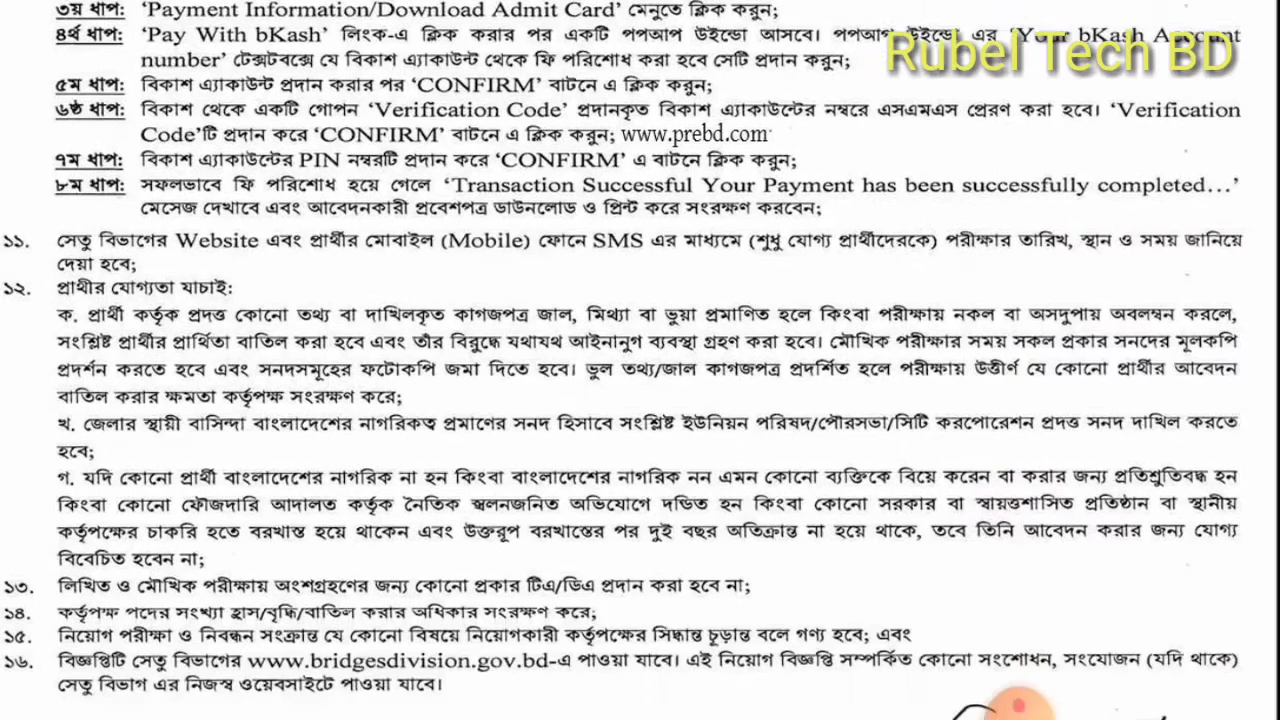 ৩য় ধাপ: ‘Payment Information/Download Admit Card’ মেনুতে ক্লিক করুন;
৪র্থ ধাপ: ‘Pay With bKash’ লিংক-এ ক্লিক করার পর একটি পপআপ উইন্ডো আসবে। পপআপ উইন্ডো এর ‘Your bKash Account
Rubel Tech BD
number’ টেক্সটবক্সে যে বিকাশ এ্যাকাউন্ট থেকে ফি পরিশোধ করা হবে সেটি প্রদান করুন;
৫ম ধাপ: বিকাশ এ্যাকাউন্ট প্রদান করার পর ‘CONFIRM’ বাটনে এ ক্লিক করুন;
৬ষ্ঠ ধাপ: বিকাশ থেকে একটি গোপন ‘Verification Code’ প্রদানকৃত বিকাশ এ্যাকাউন্টের নম্বরে এসএমএস প্রেরণ করা হবে। ‘Verification
Code’টি প্রদান করে ‘CONFIRM’ বাটনে এ ক্লিক করুন; www.prebd.com
৭ম ধাপ: বিকাশ এ্যাকাউন্টের PIN নম্বরটি প্রদান করে ‘CONFIRM’ এ বাটনে ক্লিক করুন;
৮ম ধাপ: সফলভাবে ফি পরিশোধ হয়ে গেলে ‘Transaction Successful Your Payment has been successfully completed…’
মেসেজ দেখাবে এবং আবেদনকারী প্রবেশপত্র ডাউনলোড ও প্রিন্ট করে সংরক্ষণ করবেন;
১১. সেতু বিভাগের Website এবং প্রার্থীর মোবাইল (Mobile) ফোনে SMS এর মাধ্যমে (শুধু যোগ্য প্রার্থীদেরকে) পরীক্ষার তারিখ, স্থান ও সময় জানিয়ে
দেয়া হবে;
১২. প্রার্থীর যোগ্যতা যাচাই:
ক. প্রার্থী কর্তৃক প্রদত্ত কোনো তথ্য বা দাখিলকৃত কাগজপত্র জাল, মিথ্যা বা ভুয়া প্রমাণিত হলে কিংবা পরীক্ষায় নকল বা অসদুপায় অবলম্বন করলে,
সংশ্লিষ্ট প্রার্থীর প্রার্থিতা বাতিল করা হবে এবং তাঁর বিরুদ্ধে যথাযথ আইনানুগ ব্যবস্থা গ্রহণ করা হবে। মৌখিক পরীক্ষার সময় সকল প্রকার সনদের মূলকপি
প্রদর্শন করতে হবে এবং সনদসমূহের ফটোকপি জমা দিতে হবে। ভুল তথ্য/জাল কাগজপত্র প্রদর্শিত হলে পরীক্ষায় উত্তীর্ণ যে কোনো প্রার্থীর আবেদন
বাতিল করার ক্ষমতা কর্তৃপক্ষ সংরক্ষণ করে;
খ. জেলার স্থায়ী বাসিন্দা বাংলাদেশের নাগরিকত্ব প্রমাণের সনদ হিসাবে সংশ্লিষ্ট ইউনিয়ন পরিষদ/পৌরসভা/সিটি করপোরেশন প্রদত্ত সনদ দাখিল করতে
হবে;
গ. যদি কোনো প্রার্থী বাংলাদেশের নাগরিক না হন কিংবা বাংলাদেশের নাগরিক নন এমন কোনো ব্যক্তিকে বিয়ে করেন বা করার জন্য প্রতিশ্রুতিবদ্ধ হন
কিংবা কোনো ফৌজদারি আদালত কর্তৃক নৈতিক স্খলনজনিত অভিযোগে দন্ডিত হন কিংবা কোনো সরকার বা স্বায়ত্তশাসিত প্রতিষ্ঠান বা স্থানীয়
কর্তৃপক্ষের চাকরি হতে বরখাস্ত হয়ে থাকেন এবং উক্তরূপ বরখাস্তের পর দুই বছর অতিক্রান্ত না হয়ে থাকে, তবে তিনি আবেদন করার জন্য যোগ্য
বিবেচিত হবেন না;
১৩. লিখিত ও মৌখিক পরীক্ষায় অংশগ্রহণের জন্য কোনো প্রকার টিএ/ডিএ প্রদান করা হবে না;
১৪. কর্তৃপক্ষ পদের সংখ্যা হ্রাস/বৃদ্ধি/বাতিল করার অধিকার সংরক্ষণ করে;
১৫. নিয়োগ পরীক্ষা ও নিবন্ধন সংক্রান্ত যে কোনো বিষয়ে নিয়োগকারী কর্তৃপক্ষের সিদ্ধান্ত চূড়ান্ত বলে গণ্য হবে; এবং
১৬. বিজ্ঞপ্তিটি সেতু বিভাগের www.bridgesdivision.gov.bd-এ পাওয়া যাবে। এই নিয়োগ বিজ্ঞপ্তি সম্পর্কিত কোনো সংশোধন, সংযোজন (যদি থাকে)
সেতু বিভাগ এর নিজস্ব ওয়েবসাইটে পাওয়া যাবে।